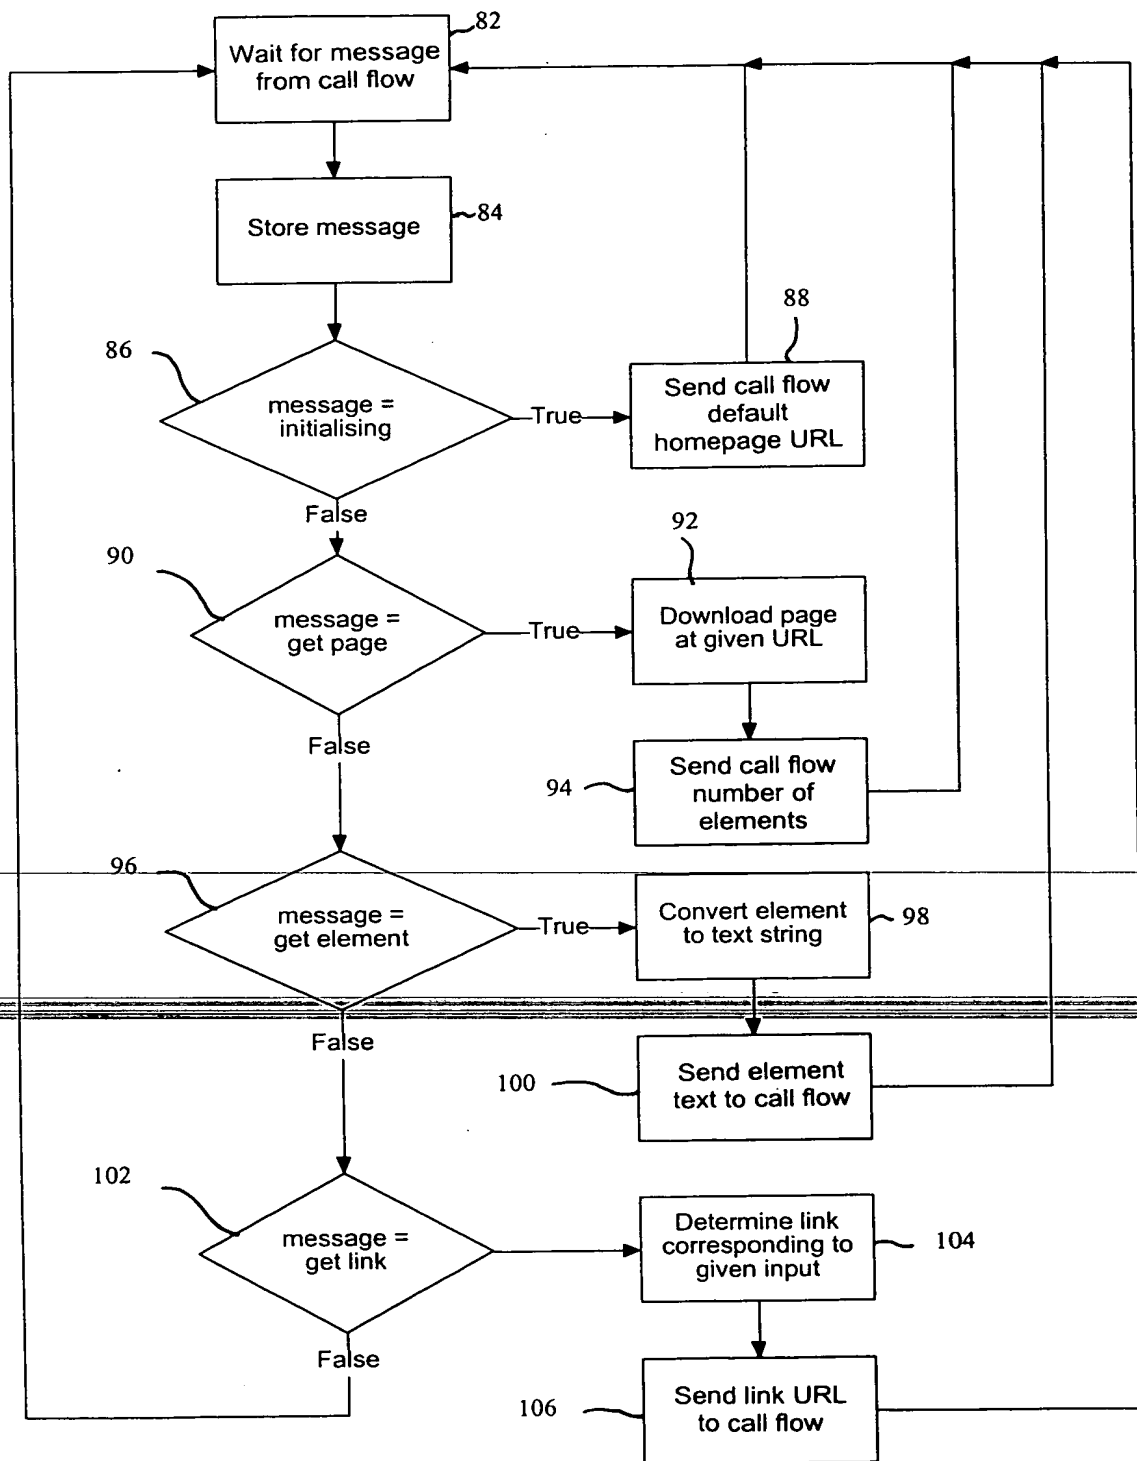 82
Wait for message
from call flow
84
Store message
88
86
message =
initialising
True
Send call flow
default
homepage URL
False
92
90
message =
get page
True
Download page
at given URL
False
94
Send call flow
number of
elements
96
message =
get element
True
Convert element
to text string
98
False
100
Send element
text to call flow
102
message =
get link
Determine link
corresponding to
given input
104
False
106
Send link URL
to call flow